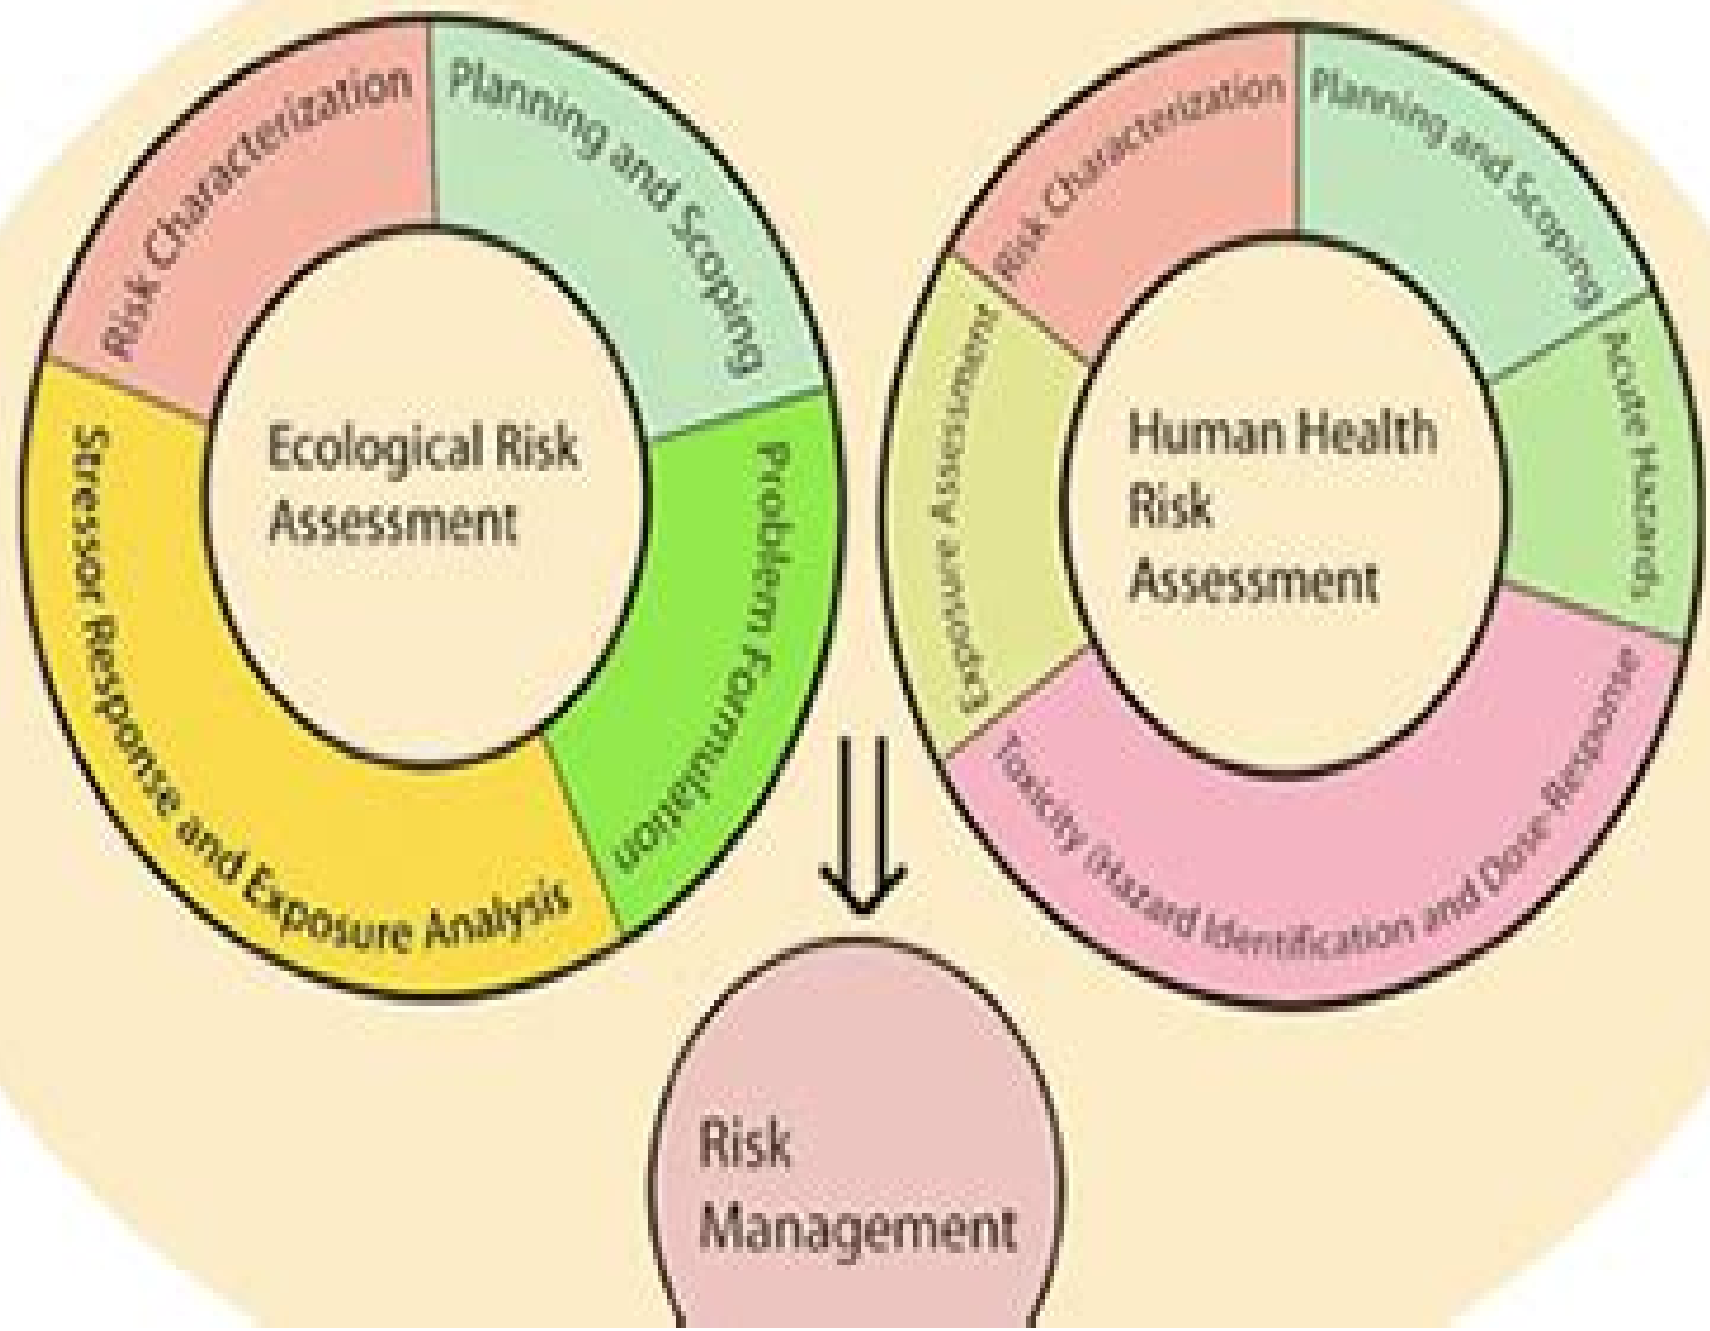 Risk Characterization
Planning and Scoping
Problem Formulation
Stressor Response and Exposure Analysis
Ecological Risk
Assessment
Risk Characterization
Planning and Scoping
Acute Hazards
Toxicity (Hazard Identification and Dose-Response
Exposure Assessment
Human Health
Risk
Assessment
Risk
Management